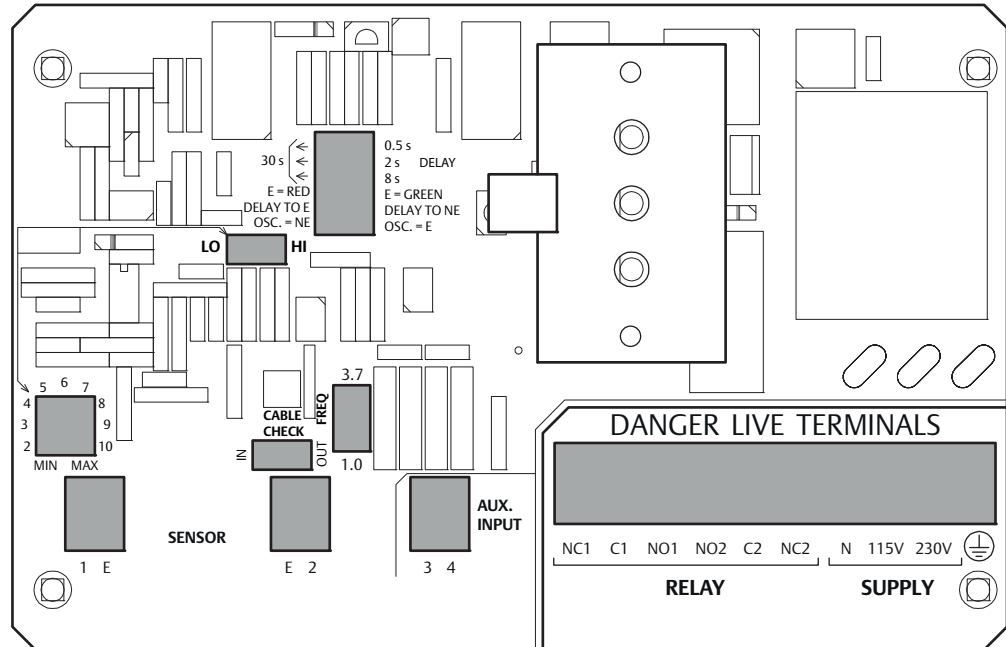 0.5 s
30 s 2 s DELAY
8 s
E = RED E = GREEN
DELAY TO E DELAY TO NE
OSC. = NE OSC. = E
LO HI
3.7
FREQ
1.0
CABLE
CHECK
IN OUT
5 6 7
4 8
3 9
2 10
MIN MAX
SENSOR
1 E
E 2
AUX.
INPUT
3 4
DANGER LIVE TERMINALS
NC1 C1 NO1 NO2 C2 NC2 N 115V 230V
RELAY SUPPLY